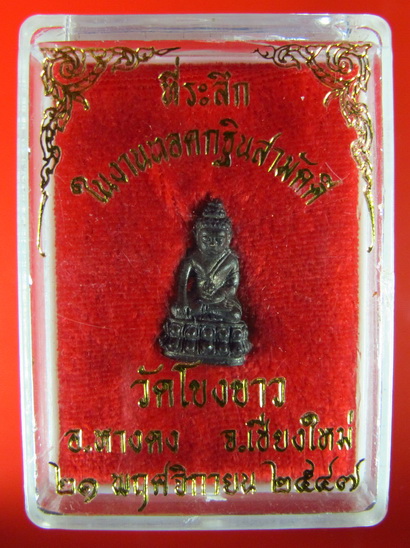 ที่ระลึก
ในงานทอดกฐินสามัคคี
วัดโขงขาว
อ.หางดง จ.เชียงใหม่
๒๑ พฤศจิกายน ๒๕๔๗